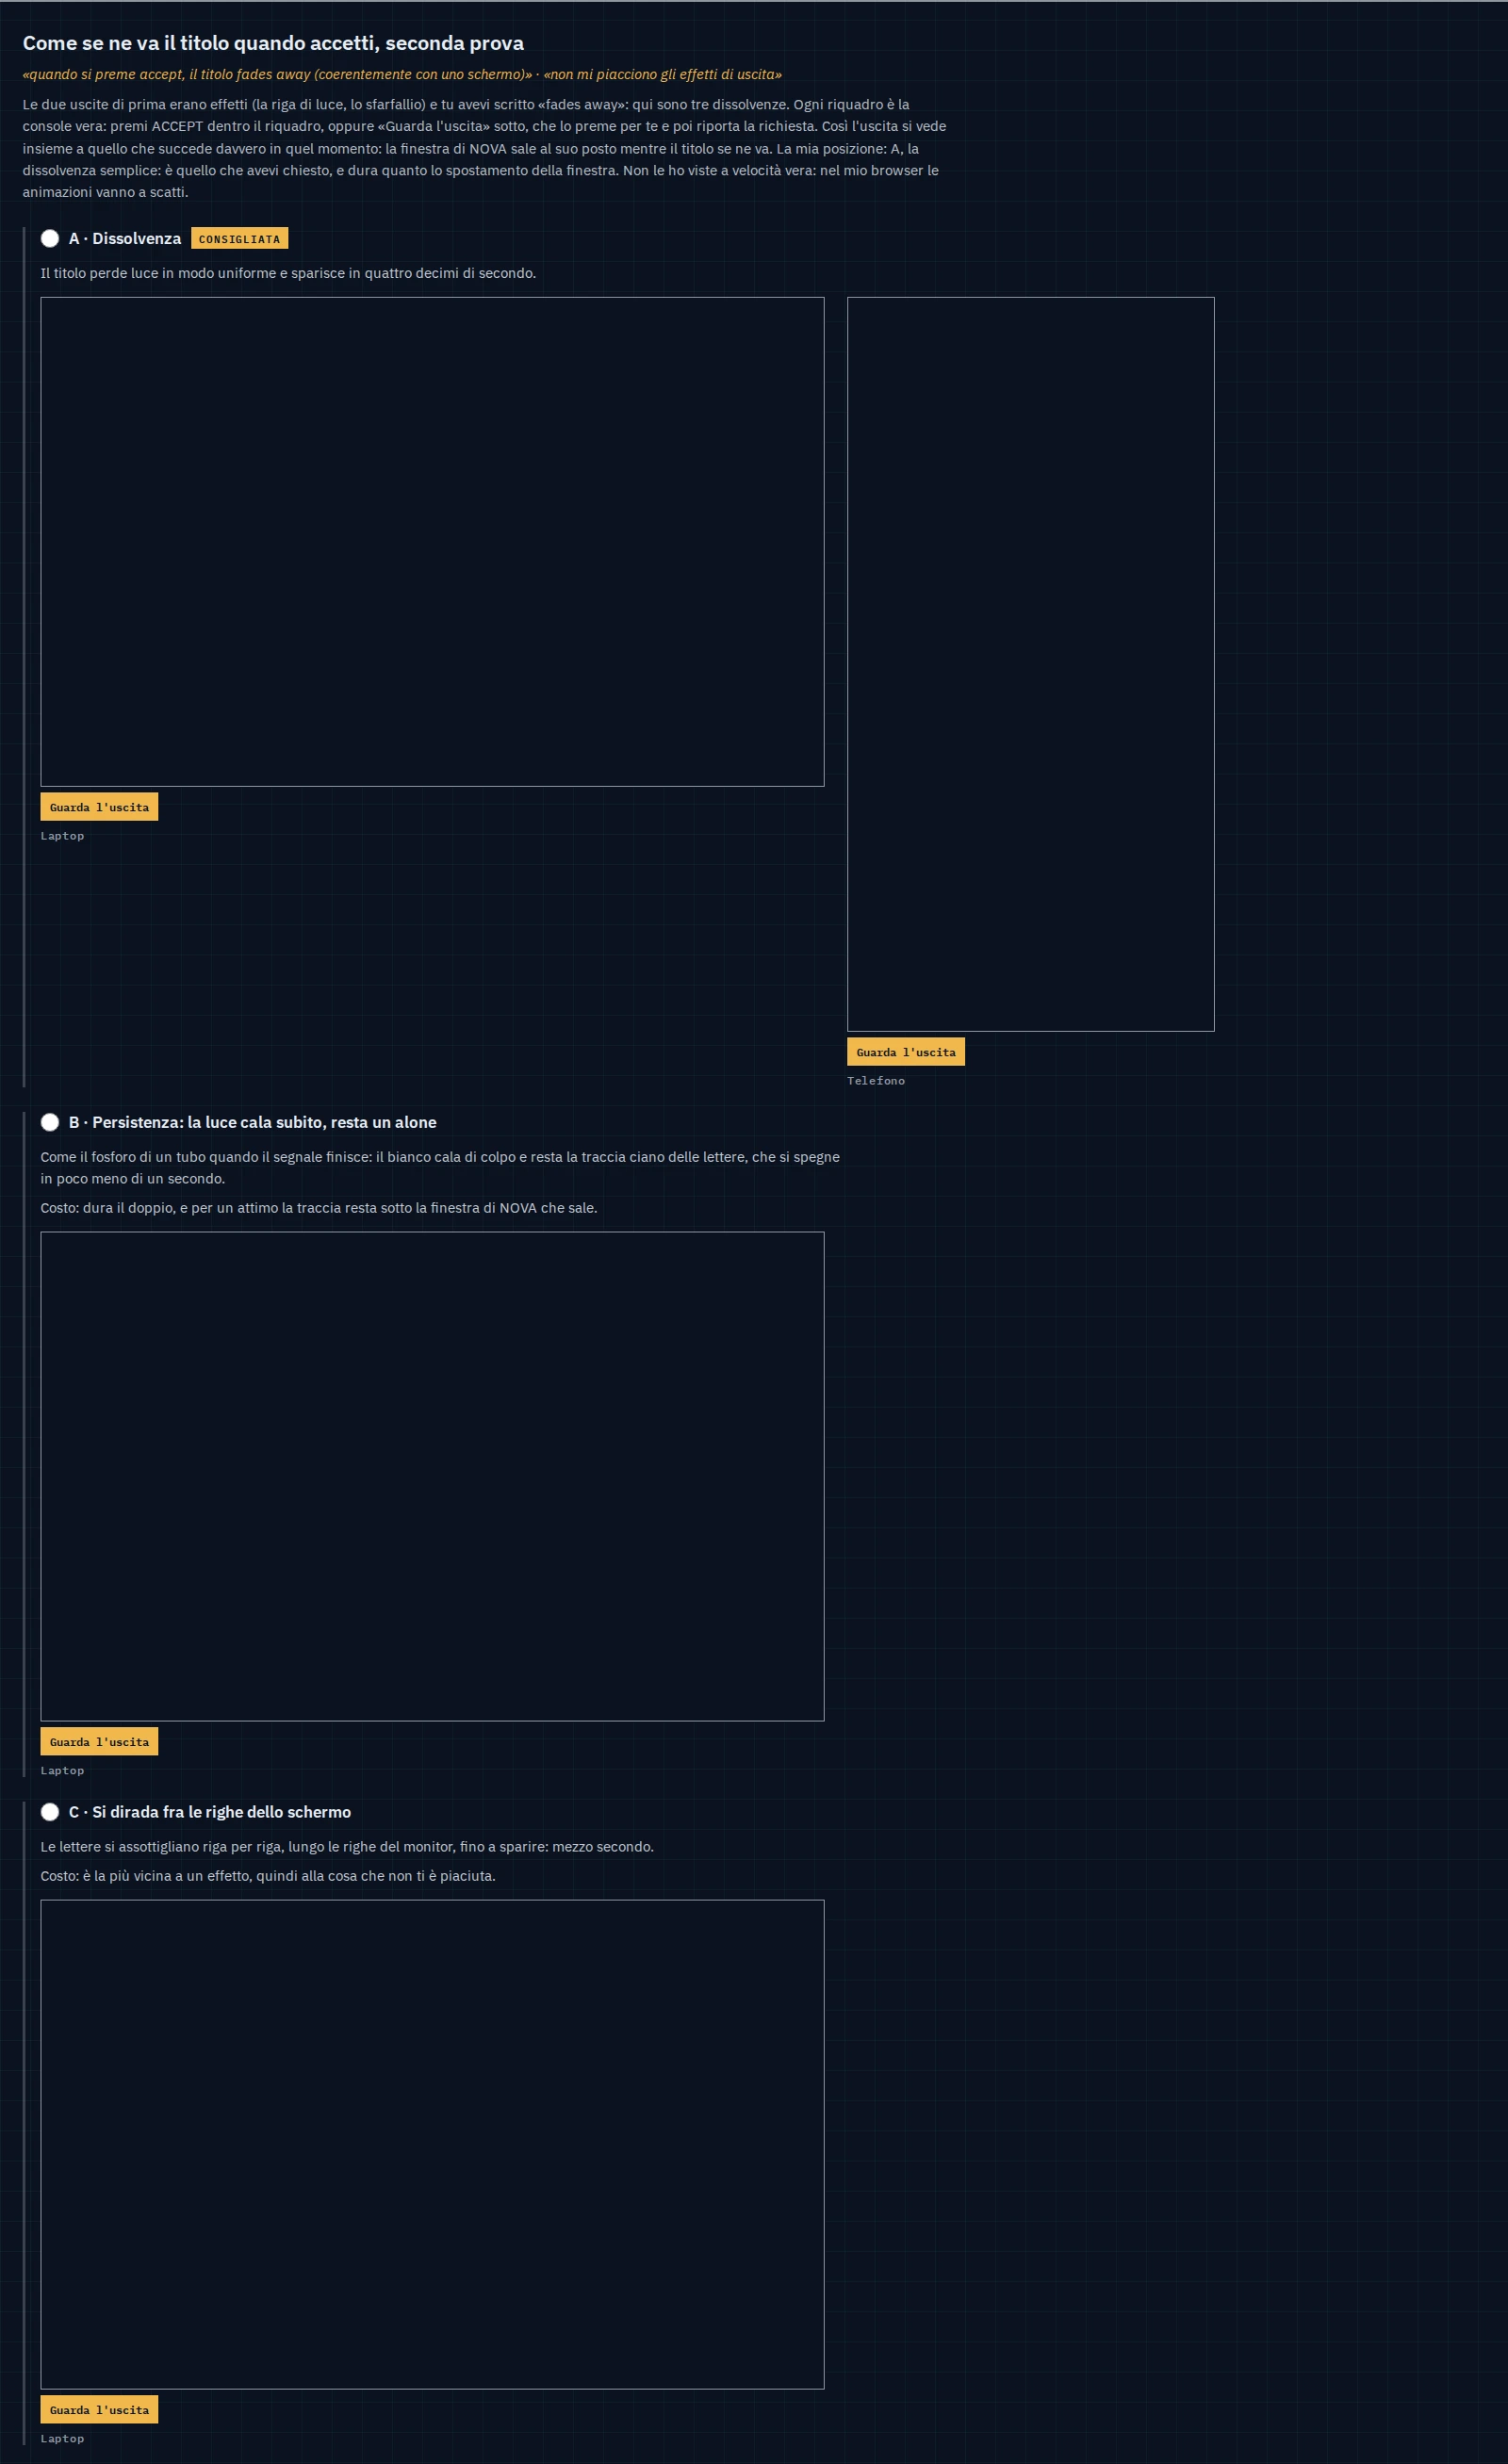 Come se ne va il titolo quando accetti, seconda prova
«quando si preme accept, il titolo fades away (coerentemente con uno schermo)» · «non mi piacciono gli effetti di uscita»
Le due uscite di prima erano effetti (la riga di luce, lo sfarfallio) e tu avevi scritto «fades away»: qui sono tre dissolvenze. Ogni riquadro è la
console vera: premi ACCEPT dentro il riquadro, oppure «Guarda l'uscita» sotto, che lo preme per te e poi riporta la richiesta. Così l'uscita si vede
insieme a quello che succede davvero in quel momento: la finestra di NOVA sale al suo posto mentre il titolo se ne va. La mia posizione: A, la
dissolvenza semplice: è quello che avevi chiesto, e dura quanto lo spostamento della finestra. Non le ho viste a velocità vera: nel mio browser le
animazioni vanno a scatti.
A · Dissolvenza CONSIGLIATA
Il titolo perde luce in modo uniforme e sparisce in quattro decimi di secondo.
Guarda l'uscita
Laptop
Guarda l'uscita
Telefono
B · Persistenza: la luce cala subito, resta un alone
Come il fosforo di un tubo quando il segnale finisce: il bianco cala di colpo e resta la traccia ciano delle lettere, che si spegne
in poco meno di un secondo.
Costo: dura il doppio, e per un attimo la traccia resta sotto la finestra di NOVA che sale.
Guarda l'uscita
Laptop
C · Si dirada fra le righe dello schermo
Le lettere si assottigliano riga per riga, lungo le righe del monitor, fino a sparire: mezzo secondo.
Costo: è la più vicina a un effetto, quindi alla cosa che non ti è piaciuta.
Guarda l'uscita
Laptop